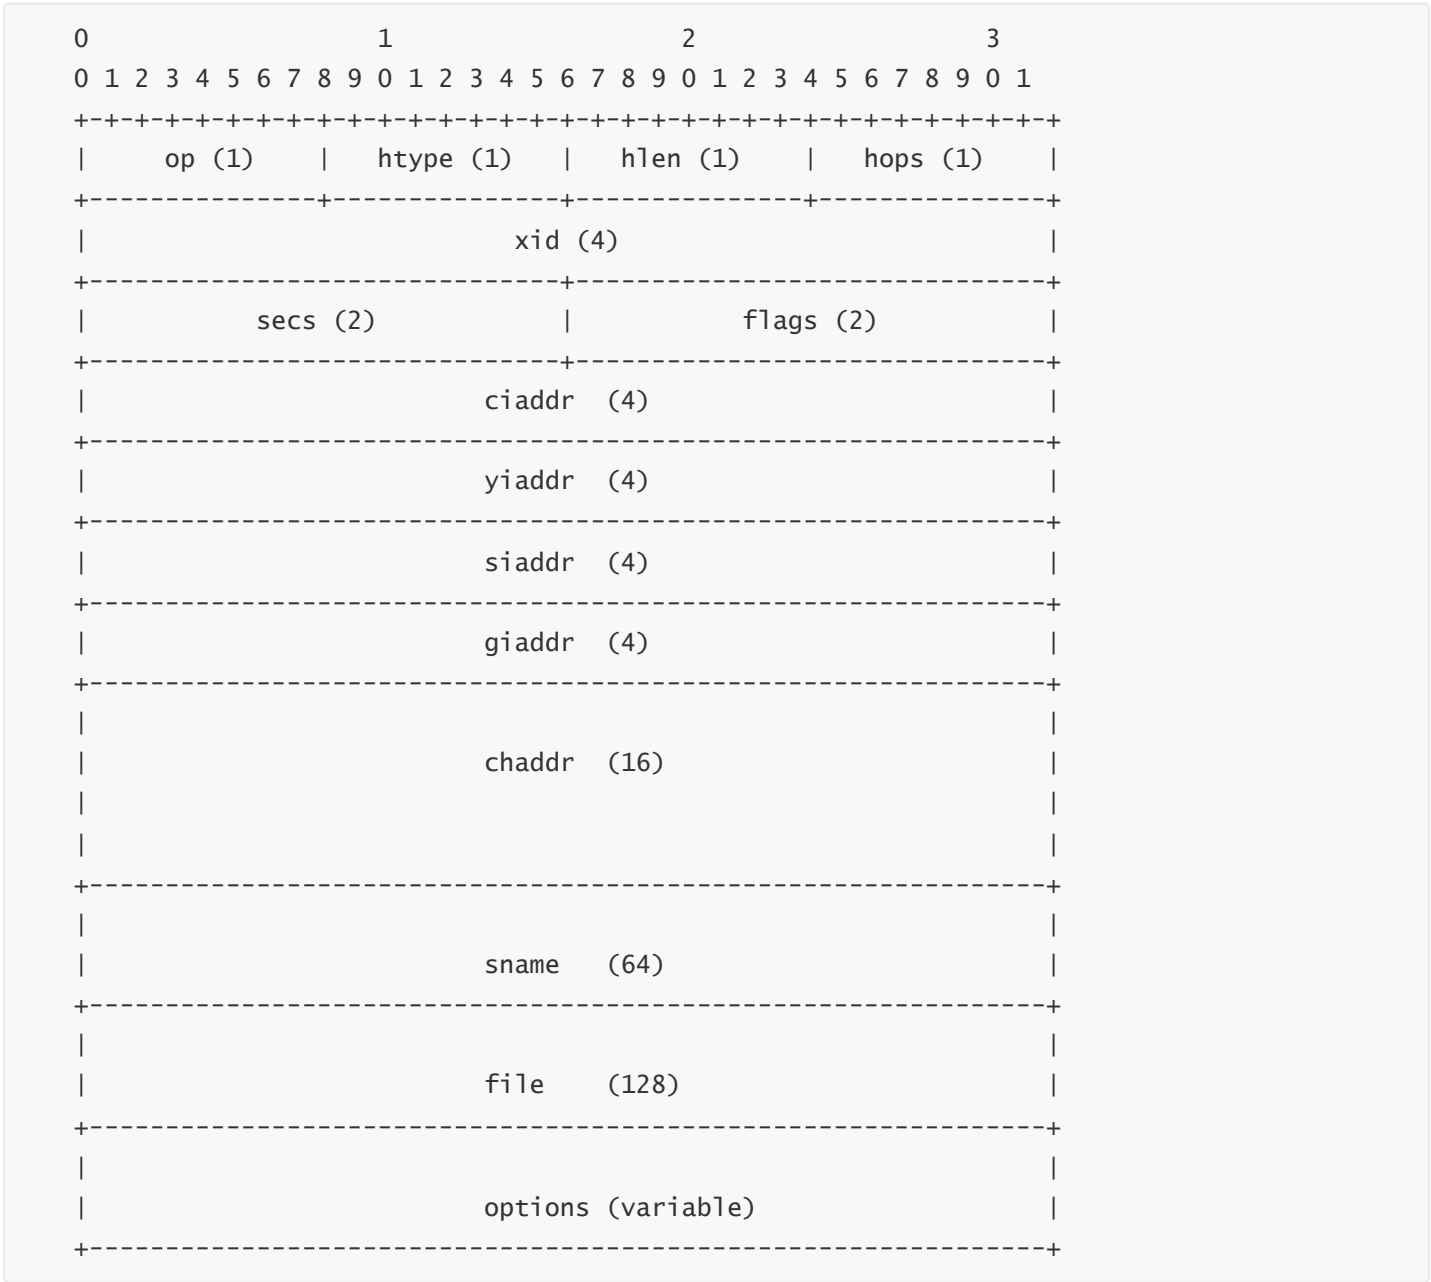 0                   1                   2                   3
0 1 2 3 4 5 6 7 8 9 0 1 2 3 4 5 6 7 8 9 0 1 2 3 4 5 6 7 8 9 0 1
+-+-+-+-+-+-+-+-+-+-+-+-+-+-+-+-+-+-+-+-+-+-+-+-+-+-+-+-+-+-+-+-+
|     op (1)    |   htype (1)   |   hlen (1)    |   hops (1)    |
+---------------+---------------+---------------+---------------+
|                            xid (4)                            |
+-------------------------------+-------------------------------+
|           secs (2)            |           flags (2)           |
+-------------------------------+-------------------------------+
|                          ciaddr  (4)                          |
+---------------------------------------------------------------+
|                          yiaddr  (4)                          |
+---------------------------------------------------------------+
|                          siaddr  (4)                          |
+---------------------------------------------------------------+
|                          giaddr  (4)                          |
+---------------------------------------------------------------+
|                                                               |
|                          chaddr  (16)                         |
|                                                               |
|                                                               |
+---------------------------------------------------------------+
|                                                               |
|                          sname   (64)                         |
+---------------------------------------------------------------+
|                                                               |
|                          file    (128)                        |
+---------------------------------------------------------------+
|                                                               |
|                          options (variable)                   |
+---------------------------------------------------------------+